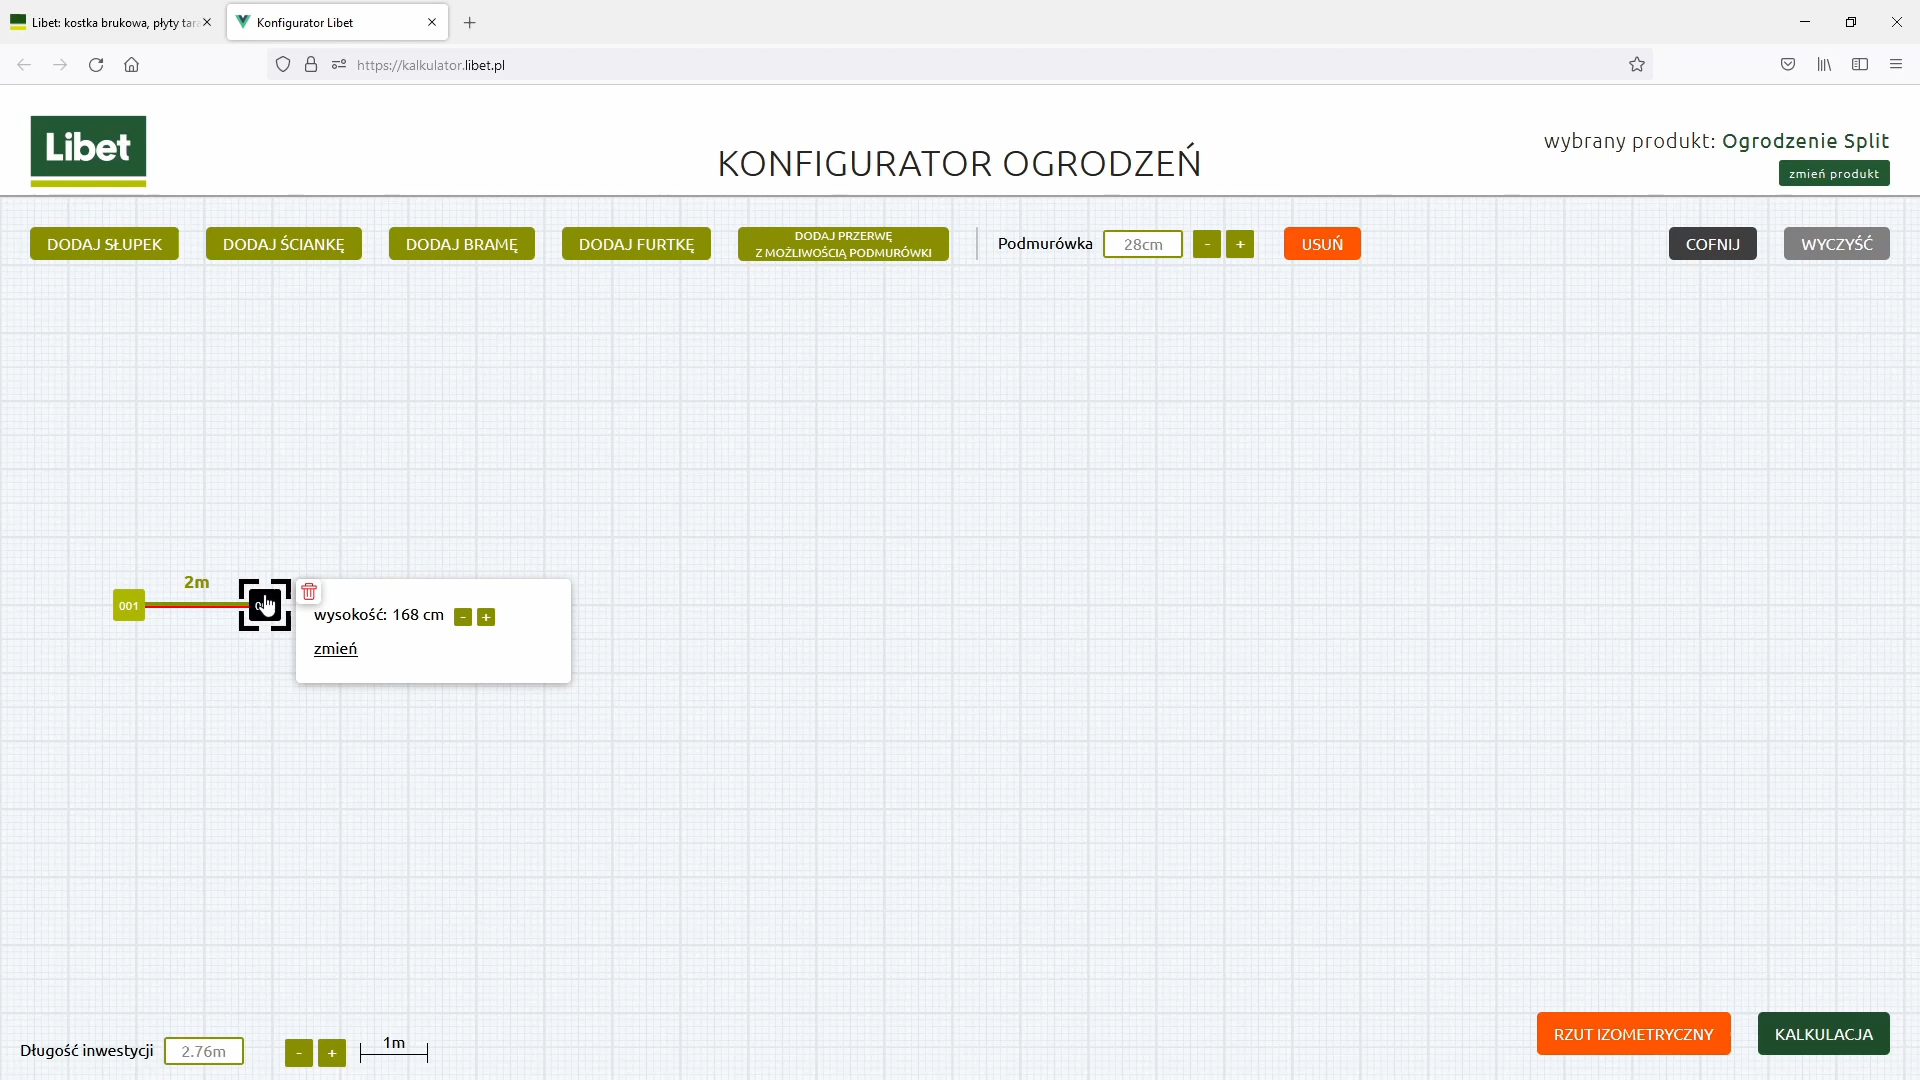 Libet: kostka brukowa, płyty tara
Konfigurator Libet
https://kalkulator.libet.pl
Libet
KONFIGURATOR OGRODZEŃ
wybrany produkt: Ogrodzenie Split
zmień produkt
DODAJ SŁUPEK
DODAJ ŚCIANKĘ
DODAJ BRAMĘ
DODAJ FURTKĘ
DODAJ PRZERWĘ
Z MOŻLIWOŚCIĄ PODMURÓWKI
Podmurówka
28cm
-
+
USUŃ
COFNIJ
WYCZYŚĆ
2m
001
wysokość: 168 cm
-
+
zmień
Długość inwestycji
2.76m
-
+
1m
RZUT IZOMETRYCZNY
KALKULACJA